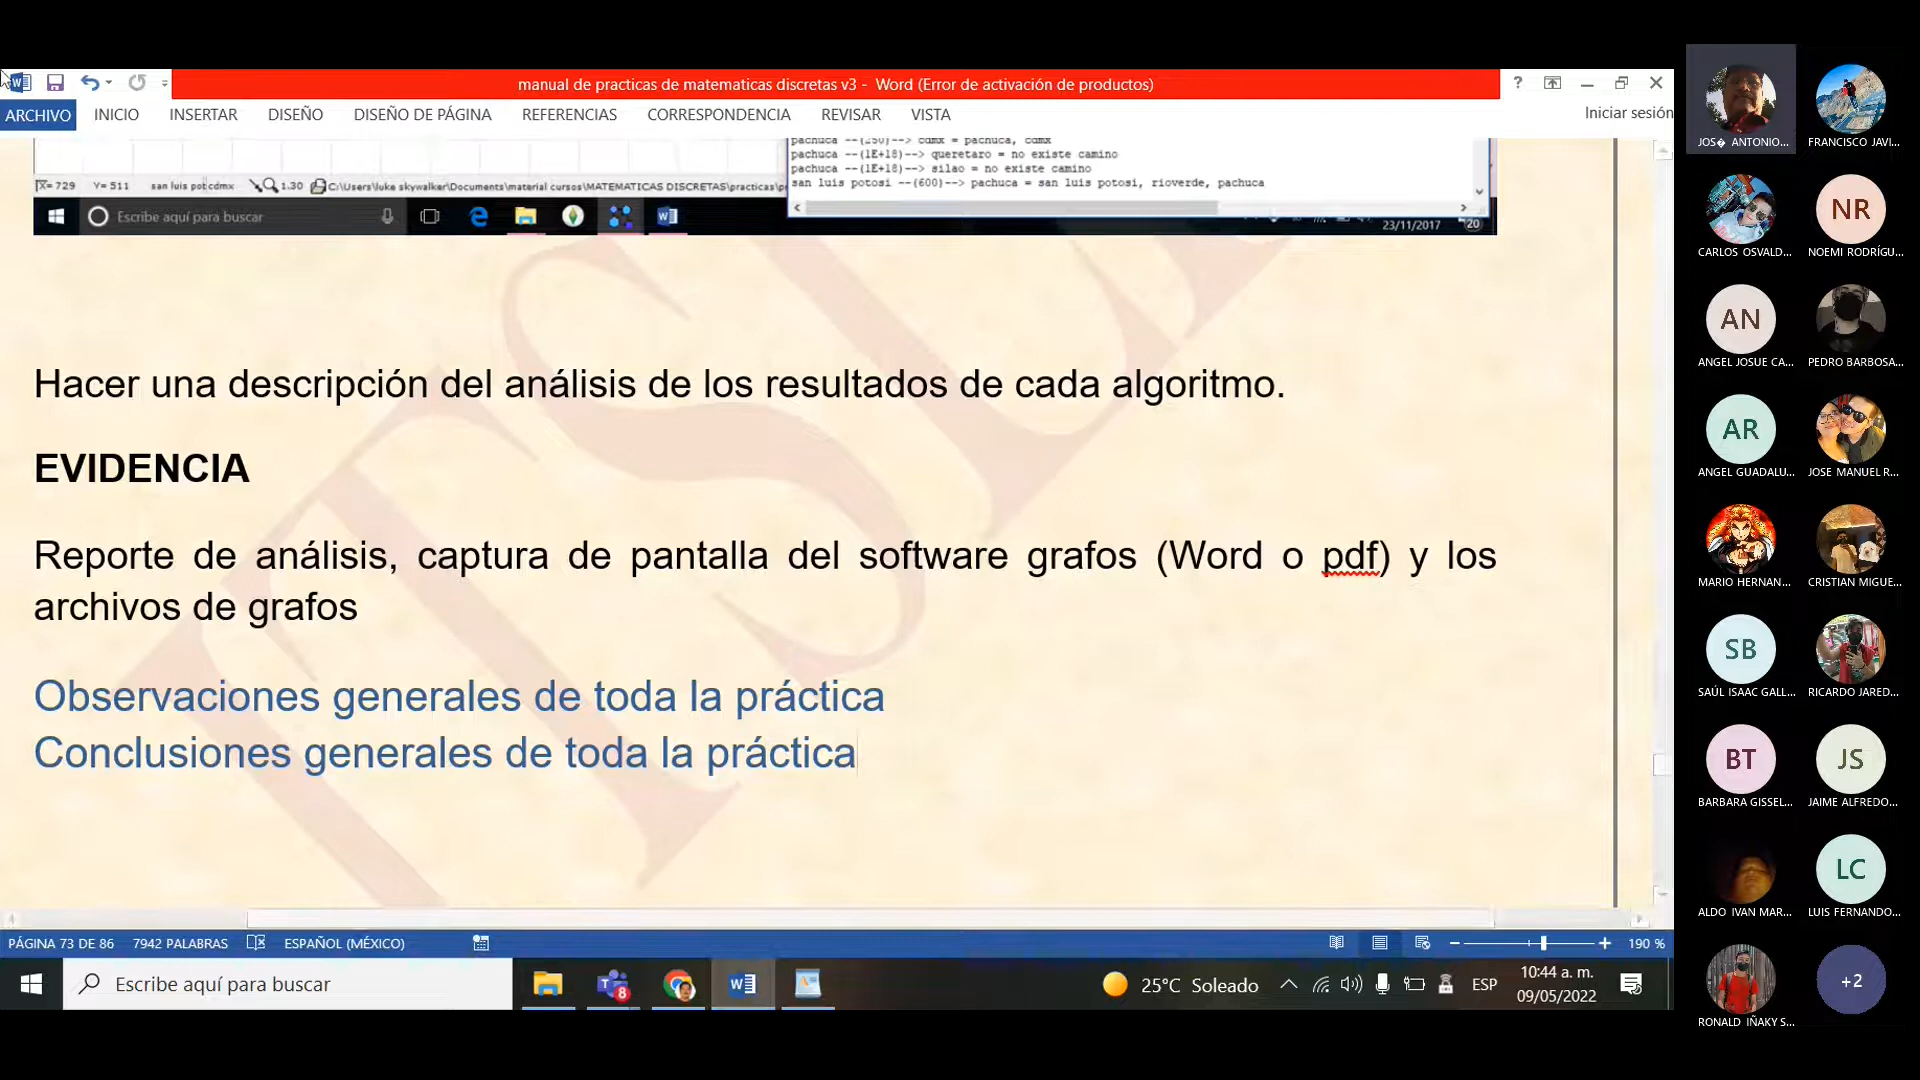 manual de practicas de matematicas discretas v3 - Word (Error de activación de productos)
ARCHIVO INICIO INSERTAR DISEÑO DISEÑO DE PÁGINA REFERENCIAS CORRESPONDENCIA REVISAR VISTA
Iniciar sesión
pachuca --(250)--> cdmx = pachuca, cdmx
pachuca --(1E+18)--> queretaro = no existe camino
pachuca --(1E+18)--> silao = no existe camino
san luis potosi --(600)--> pachuca = san luis potosi, rioverde, pachuca
X= 729 Y= 511 san luis pot cdmx 1.30 C:\Users\luke skywalker\Documents\material cursos\MATEMATICAS DISCRETAS\practicas\p
Escribe aquí para buscar
23/11/2017
20
Hacer una descripción del análisis de los resultados de cada algoritmo.
EVIDENCIA
Reporte de análisis, captura de pantalla del software grafos (Word o pdf) y los
archivos de grafos
Observaciones generales de toda la práctica
Conclusiones generales de toda la práctica
PÁGINA 73 DE 86 7942 PALABRAS ESPAÑOL (MÉXICO)
190 %
Escribe aquí para buscar
8
25°C Soleado
ESP
10:44 a. m.
09/05/2022
JOS� ANTONIO...
FRANCISCO JAVI...
CARLOS OSVALD...
NR
NOEMI RODRÍGU...
AN
ANGEL JOSUE CA...
PEDRO BARBOSA...
AR
ANGEL GUADALU...
JOSE MANUEL R...
MARIO HERNAN...
CRISTIAN MIGUE...
SB
SAÚL ISAAC GALL...
RICARDO JARED...
BT
BARBARA GISSEL...
JS
JAIME ALFREDO...
ALDO IVAN MAR...
LC
LUIS FERNANDO...
RONALD IÑAKY S...
+2